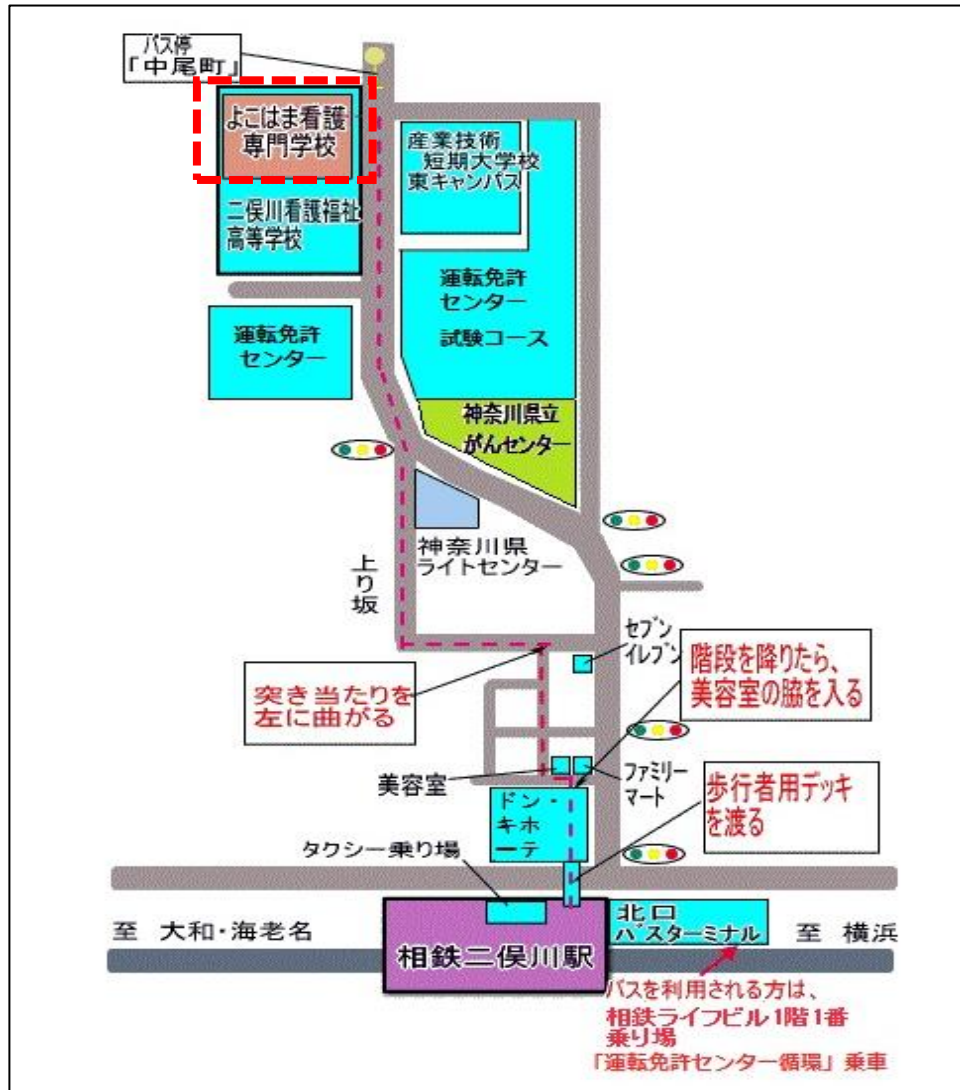 バス停
「中尾町」
よこはま看護
専門学校
二俣川看護福祉
高等学校
産業技術
短期大学校
東キャンパス
運転免許
センター
試験コース
運転免許
センター
神奈川県立
がんセンター
神奈川県
ライトセンター
上り坂
セブン
イレブン
階段を降りたら、
美容室の脇を入る
突き当たりを
左に曲がる
美容室
ファミリー
マート
歩行者用デッキ
を渡る
ドン・
キホ
ーテ
タクシー乗り場
北口
バスターミナル
至 大和・海老名
至 横浜
相鉄二俣川駅
バスを利用される方は、
相鉄ライフビル1階1番
乗り場
「運転免許センター循環」乗車